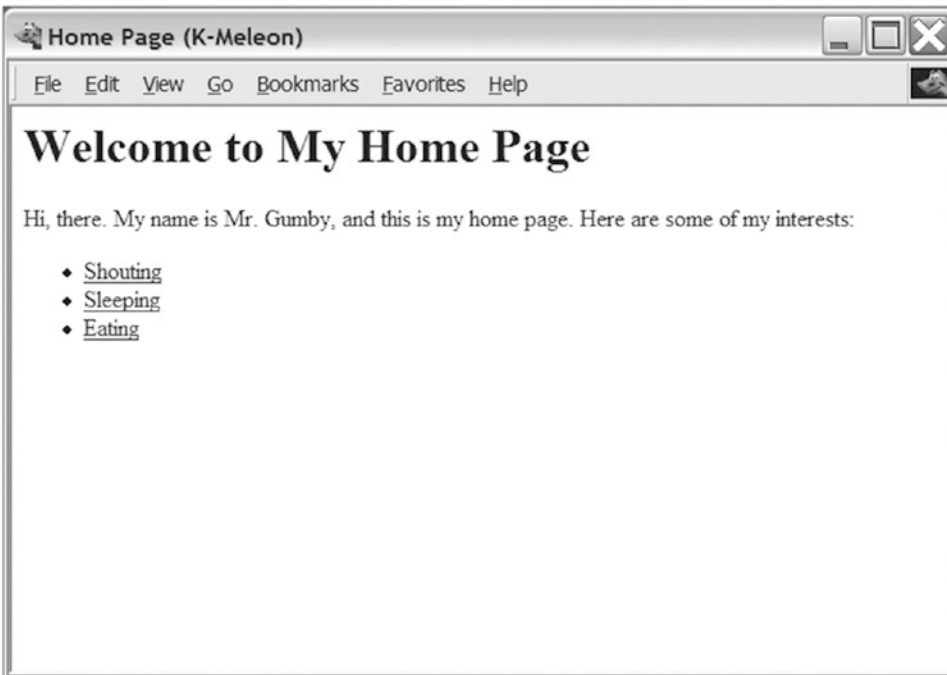 Home Page (K-Meleon)
File Edit View Go Bookmarks Favorites Help
Welcome to My Home Page
Hi, there. My name is Mr. Gumby, and this is my home page. Here are some of my interests:
Shouting
Sleeping
Eating